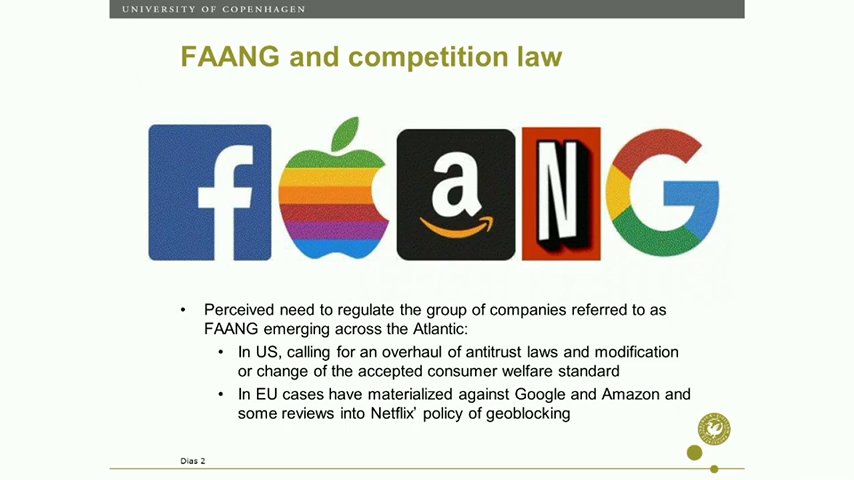 UNIVERSITY OF COPENHAGEN
FAANG and competition law
f a N G
• Perceived need to regulate the group of companies referred to as
FAANG emerging across the Atlantic:
• In US, calling for an overhaul of antitrust laws and modification
or change of the accepted consumer welfare standard
• In EU cases have materialized against Google and Amazon and
some reviews into Netflix’ policy of geoblocking
Dias 2